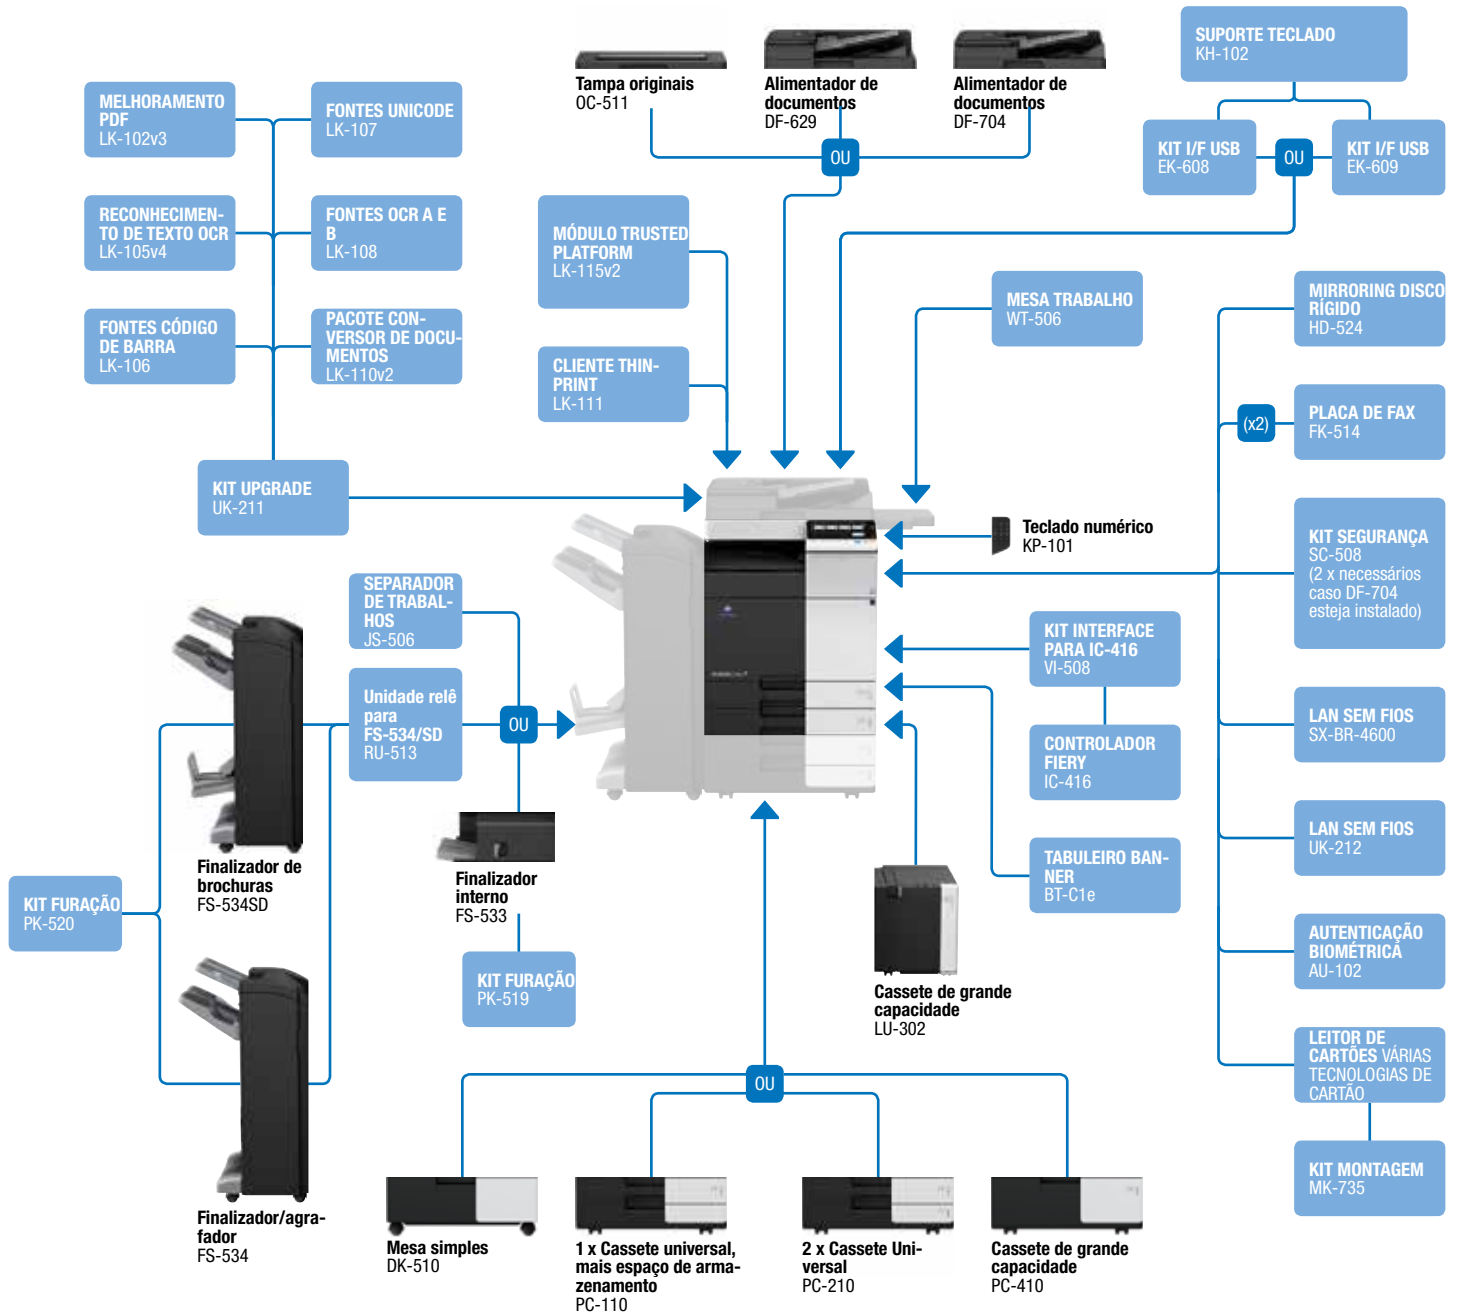 Tampa originais
OC-511
Alimentador de
documentos
DF-629
Alimentador de
documentos
DF-704
SUPORTE TECLADO
KH-102
KIT I/F USB
EK-608
OU
KIT I/F USB
EK-609
OU
MELHORAMENTO
PDF
LK-102v3
FONTES UNICODE
LK-107
RECONHECIMEN-
TO DE TEXTO OCR
LK-105v4
FONTES OCR A E
B
LK-108
FONTES CÓDIGO
DE BARRA
LK-106
PACOTE CON-
VERSOR DE DOCU-
MENTOS
LK-110v2
KIT UPGRADE
UK-211
MÓDULO TRUSTED
PLATFORM
LK-115v2
CLIENTE THIN-
PRINT
LK-111
MESA TRABALHO
WT-506
Teclado numérico
KP-101
MIRRORING DISCO
RÍGIDO
HD-524
(x2)
PLACA DE FAX
FK-514
KIT SEGURANÇA
SC-508
(2 x necessários
caso DF-704
esteja instalado)
LAN SEM FIOS
SX-BR-4600
LAN SEM FIOS
UK-212
AUTENTICAÇÃO
BIOMÉTRICA
AU-102
LEITOR DE
CARTÕES VÁRIAS
TECNOLOGIAS DE
CARTÃO
KIT MONTAGEM
MK-735
KIT INTERFACE
PARA IC-416
VI-508
CONTROLADOR
FIERY
IC-416
TABULEIRO BAN-
NER
BT-C1e
Cassete de grande
capacidade
LU-302
SEPARADOR
DE TRABAL-
HOS
JS-506
Unidade relê
para
FS-534/SD
RU-513
OU
Finalizador
interno
FS-533
KIT FURAÇÃO
PK-519
Finalizador de
brochuras
FS-534SD
KIT FURAÇÃO
PK-520
Finalizador/agra-
fador
FS-534
OU
Mesa simples
DK-510
1 x Cassete universal,
mais espaço de arma-
zenamento
PC-110
2 x Cassete Uni-
versal
PC-210
Cassete de grande
capacidade
PC-410